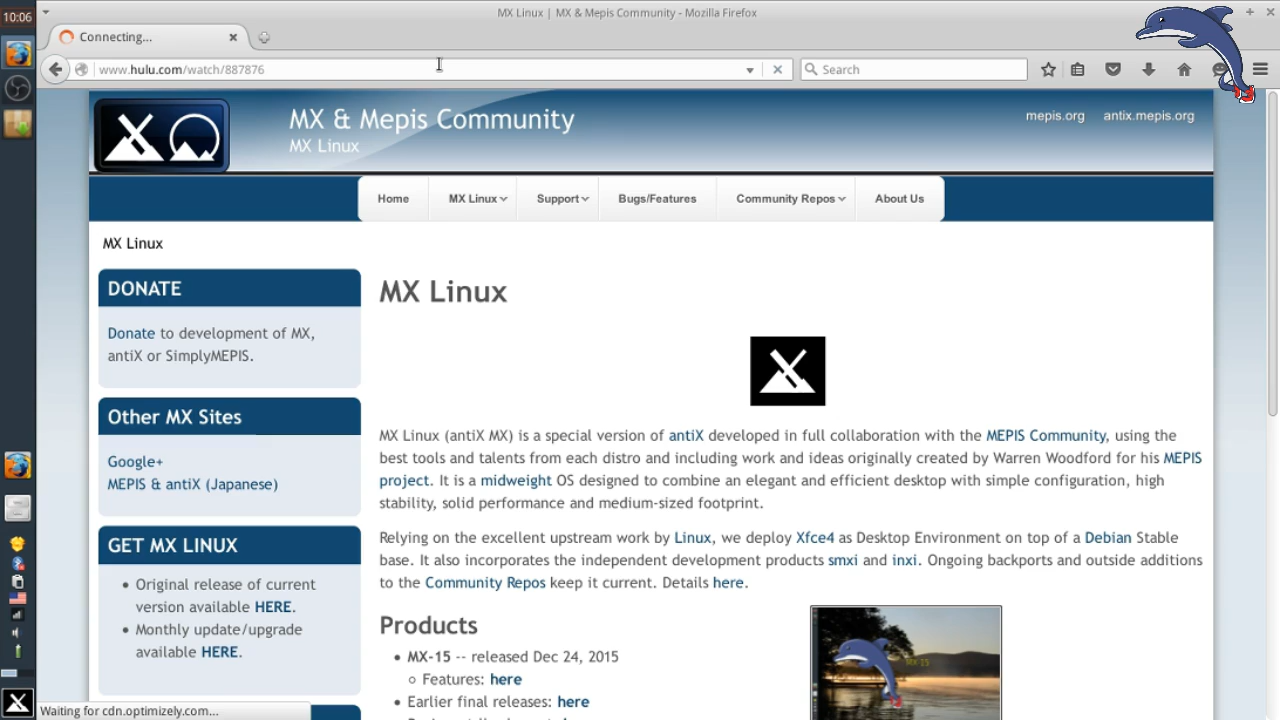 10:06
MX Linux | MX & Mepis Community - Mozilla Firefox
Connecting...
www.hulu.com/watch/887876
Search
MX & Mepis Community
MX Linux
mepis.org antix.mepis.org
Home MX Linux Support Bugs/Features Community Repos About Us
MX Linux
DONATE
Donate to development of MX,
antiX or SimplyMEPIS.
Other MX Sites
Google+
MEPIS & antiX (Japanese)
GET MX LINUX
Original release of current
version available HERE.
Monthly update/upgrade
available HERE.
MX Linux
MX Linux (antiX MX) is a special version of antiX developed in full collaboration with the MEPIS Community, using the
best tools and talents from each distro and including work and ideas originally created by Warren Woodford for his MEPIS
project. It is a midweight OS designed to combine an elegant and efficient desktop with simple configuration, high
stability, solid performance and medium-sized footprint.
Relying on the excellent upstream work by Linux, we deploy Xfce4 as Desktop Environment on top of a Debian Stable
base. It also incorporates the independent development products smxi and inxi. Ongoing backports and outside additions
to the Community Repos keep it current. Details here.
Products
MX-15 -- released Dec 24, 2015
Features: here
Earlier final releases: here
MX-15
Waiting for cdn.optimizely.com...